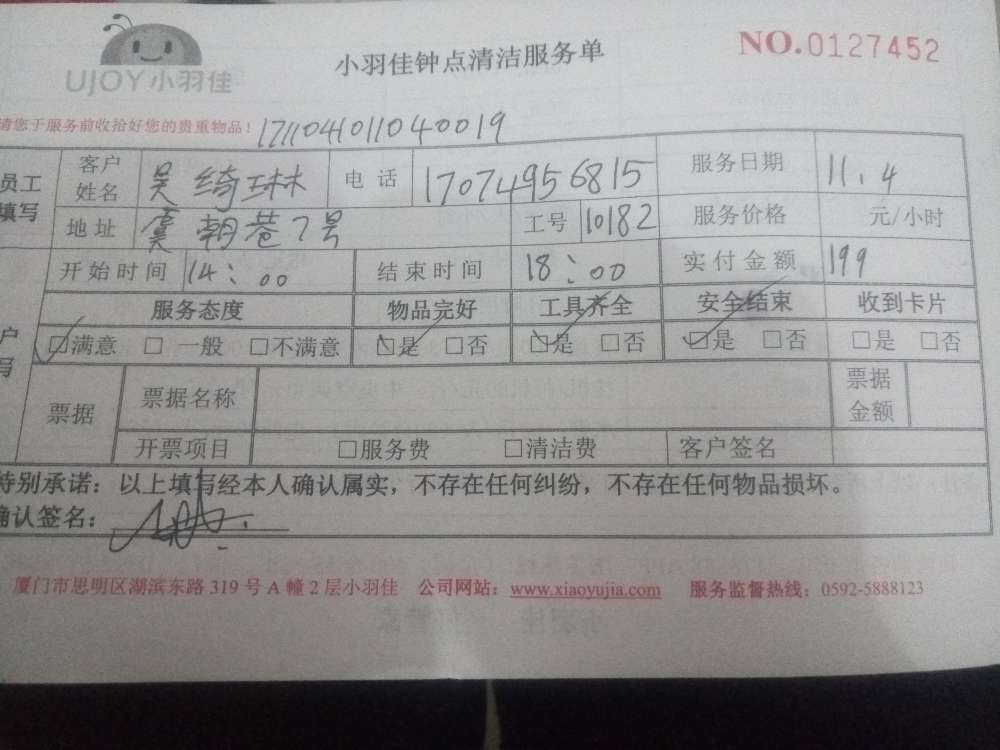 UJOY小羽佳
小羽佳钟点清洁服务单
NO.0127452
请您于服务前收拾好您的贵重物品！ 1711041011040019
员工填写 客户姓名 吴绮琳 电话 17074956815 服务日期 11.4
地址 虞朝巷7号 工号 10182 服务价格 元/小时
开始时间 14：00 结束时间 18：00 实付金额 199
服务态度 物品完好 工具齐全 安全结束 收到卡片
户写 ☑满意 □一般 □不满意 ☑是 □否 ☑是 □否 ☑是 □否 □是 □否
票据 票据名称 票据金额
开票项目 □服务费 □清洁费 客户签名
特别承诺：以上填写经本人确认属实，不存在任何纠纷，不存在任何物品损坏。
确认签名：
厦门市思明区湖滨东路 319 号 A 幢 2 层小羽佳 公司网站：www.xiaoyujia.com 服务监督热线：0592-5888123